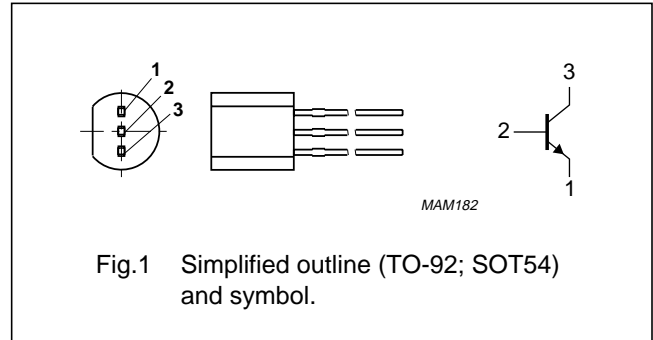 1
2
3
3
2
1
MAM182
Fig.1 Simplified outline (TO-92; SOT54)
and symbol.